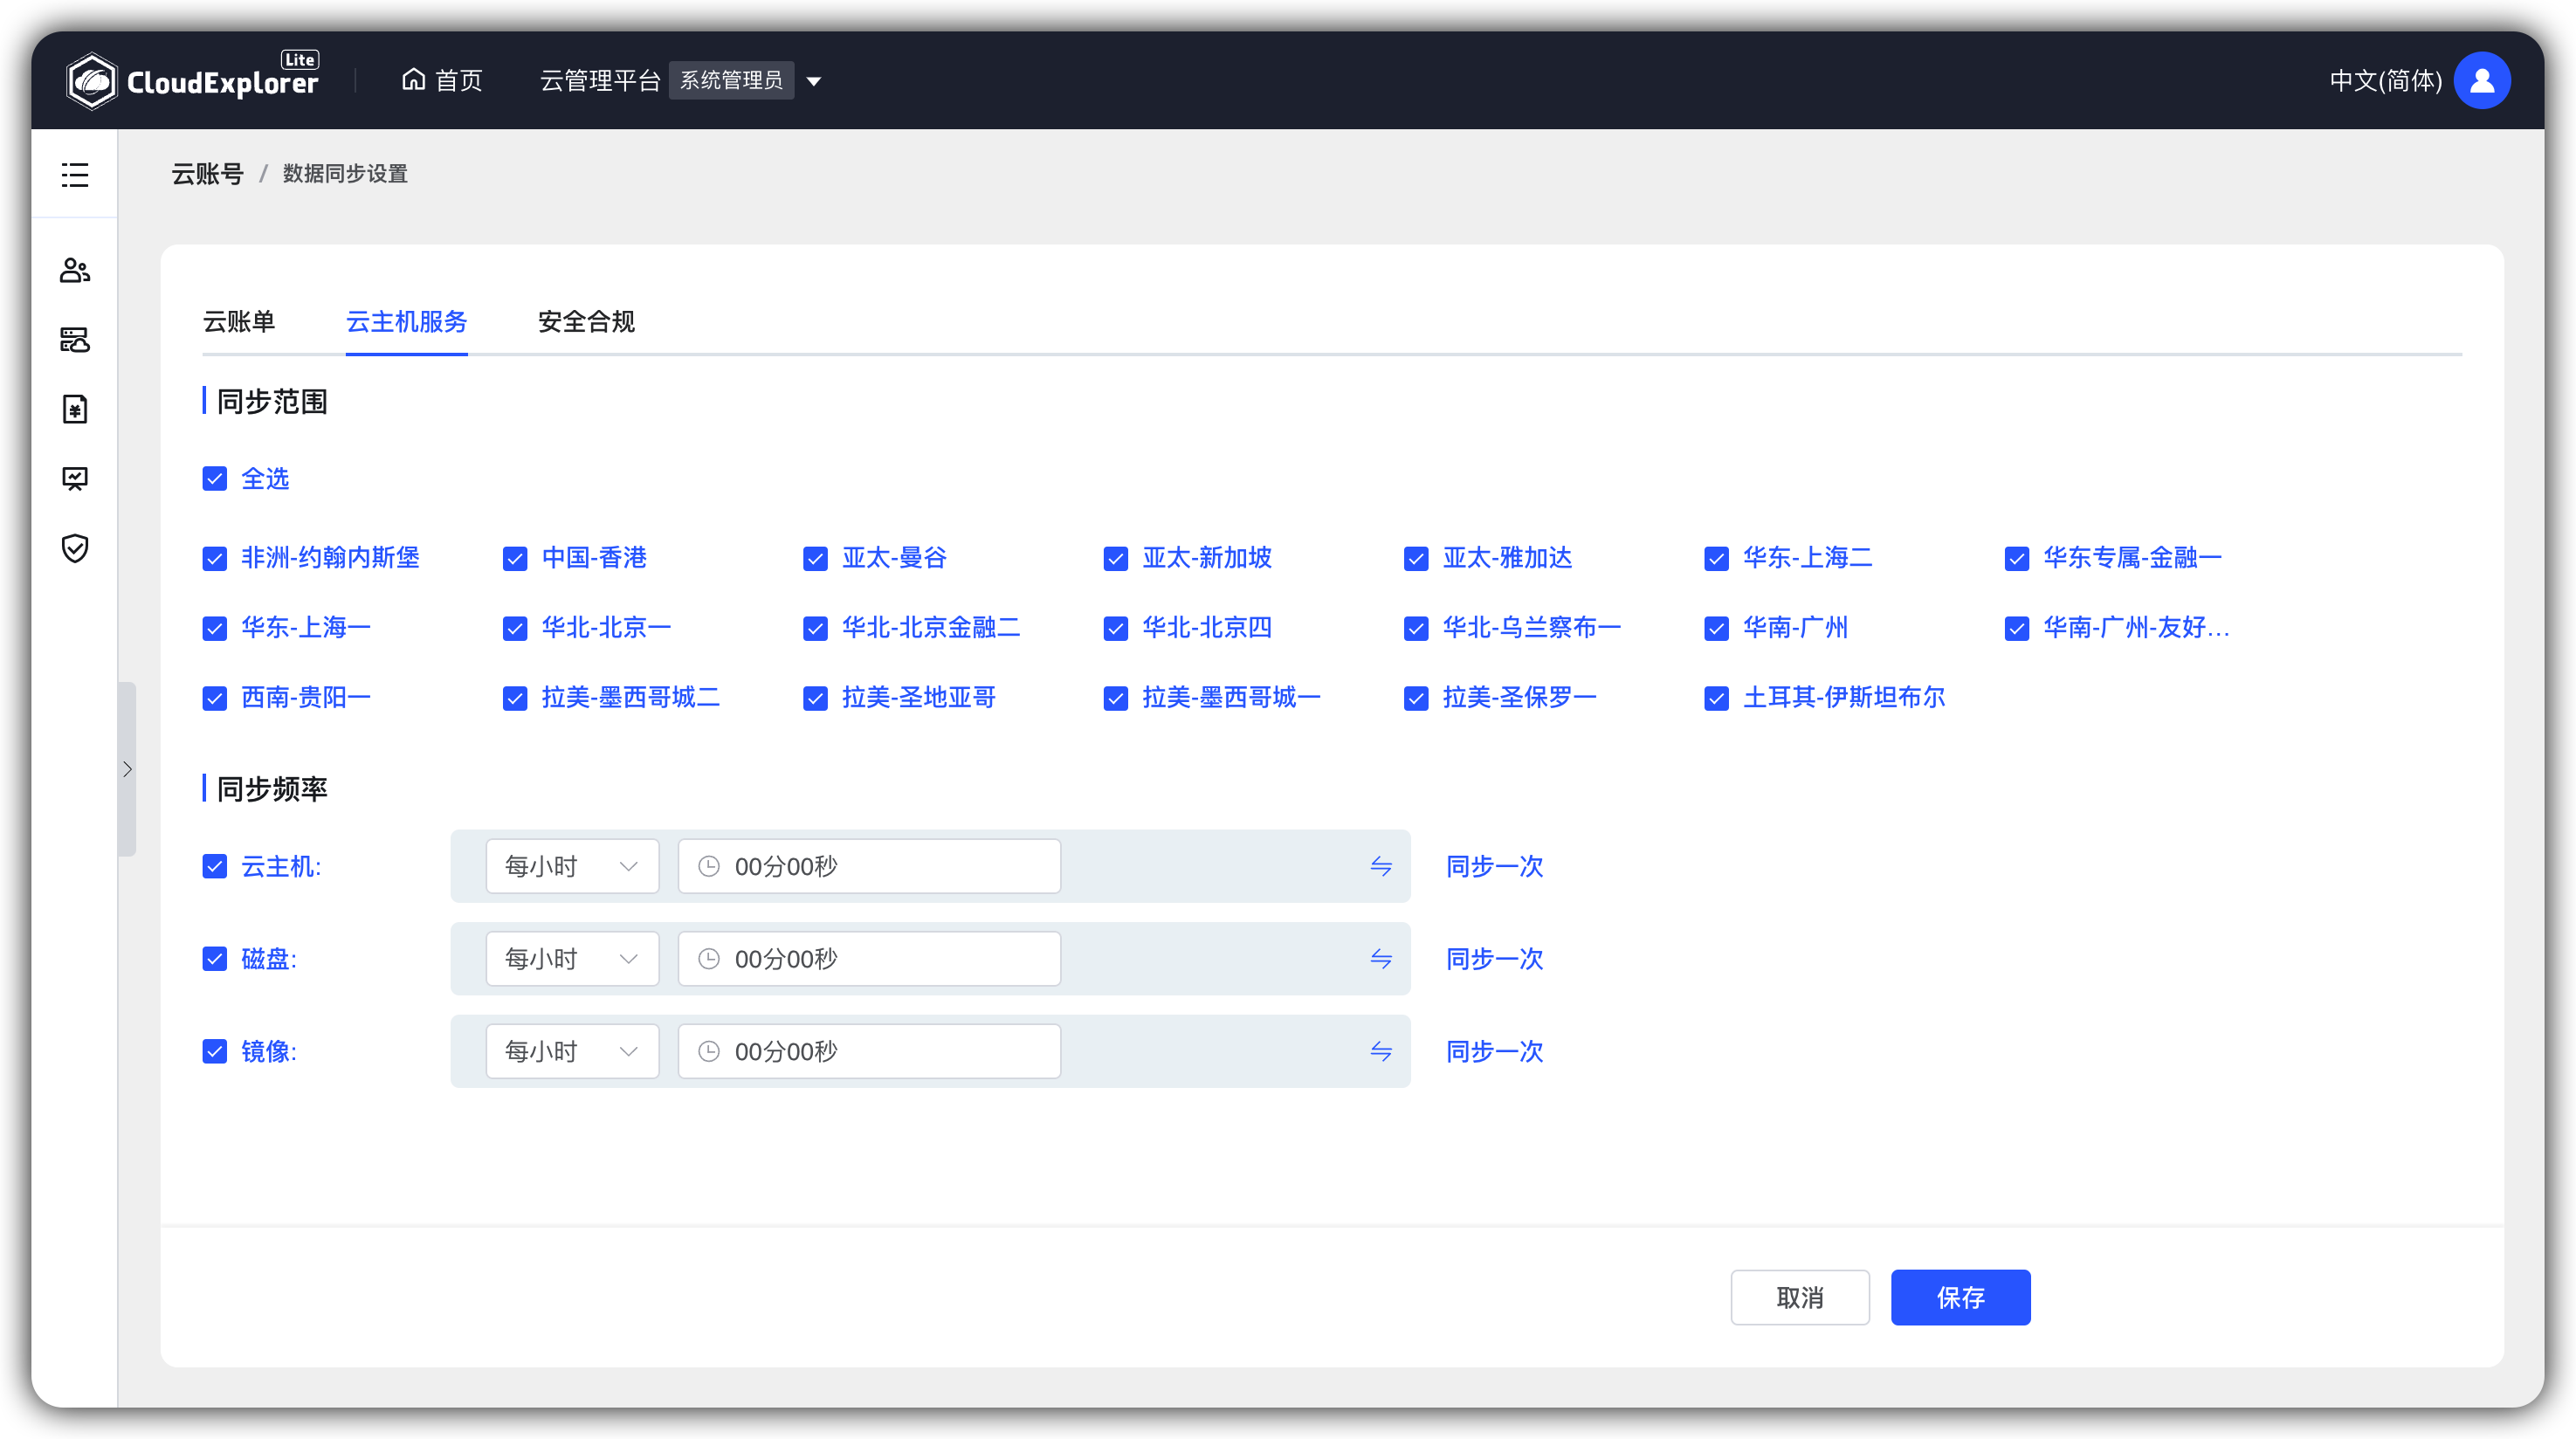 CloudExplorer Lite 首页 云管理平台 系统管理员 中文(简体)
云账号 / 数据同步设置
云账单 云主机服务 安全合规
同步范围
全选
非洲-约翰内斯堡 中国-香港 亚太-曼谷 亚太-新加坡 亚太-雅加达 华东-上海二 华东专属-金融一
华东-上海一 华北-北京一 华北-北京金融二 华北-北京四 华北-乌兰察布一 华南-广州 华南-广州-友好...
西南-贵阳一 拉美-墨西哥城二 拉美-圣地亚哥 拉美-墨西哥城一 拉美-圣保罗一 土耳其-伊斯坦布尔
同步频率
云主机: 每小时 00分00秒 同步一次
磁盘: 每小时 00分00秒 同步一次
镜像: 每小时 00分00秒 同步一次
取消 保存